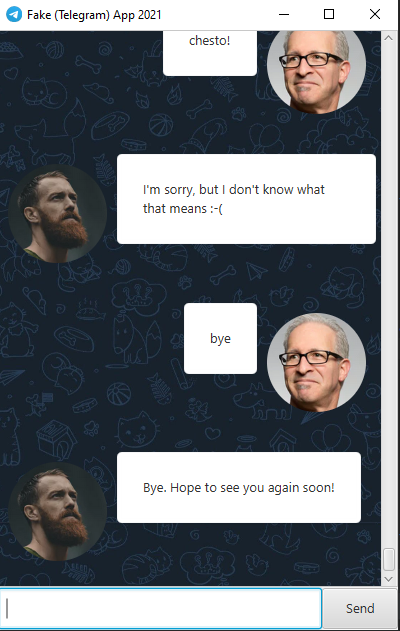 Fake (Telegram) App 2021
chesto!
I'm sorry, but I don't know what
that means :-(
bye
Bye. Hope to see you again soon!
Send